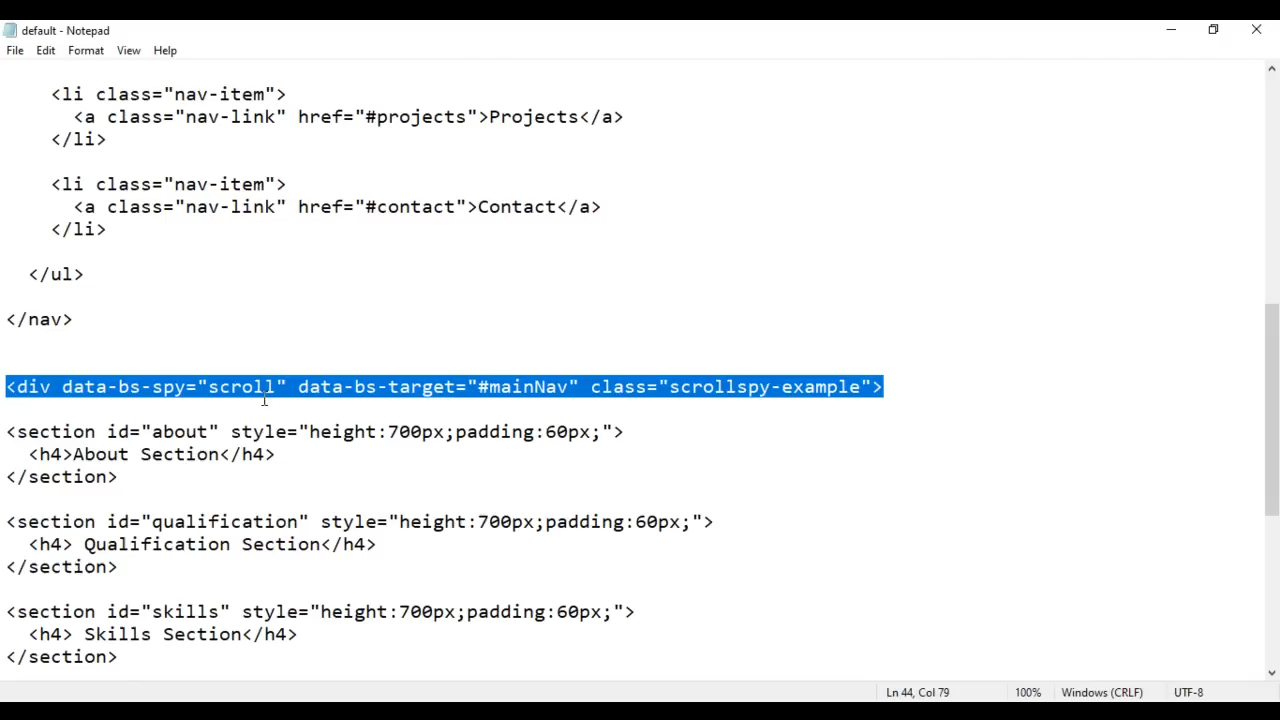 default - Notepad
File Edit Format View Help
<li class="nav-item">
<a class="nav-link" href="#projects">Projects</a>
</li>
<li class="nav-item">
<a class="nav-link" href="#contact">Contact</a>
</li>
</ul>
</nav>
<div data-bs-spy="scroll" data-bs-target="#mainNav" class="scrollspy-example">
<section id="about" style="height:700px;padding:60px;">
<h4>About Section</h4>
</section>
<section id="qualification" style="height:700px;padding:60px;">
<h4> Qualification Section</h4>
</section>
<section id="skills" style="height:700px;padding:60px;">
<h4> Skills Section</h4>
</section>
Ln 44, Col 79 100% Windows (CRLF) UTF-8